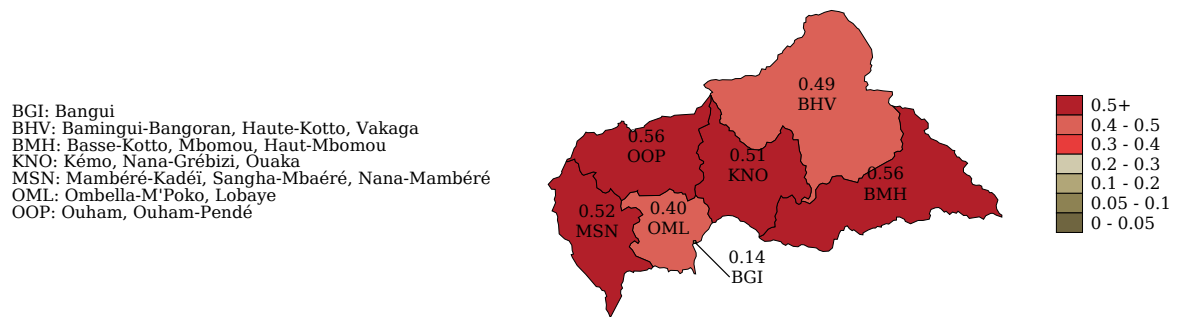 BGI: Bangui
BHV: Bamingui-Bangoran, Haute-Kotto, Vakaga
BMH: Basse-Kotto, Mbomou, Haut-Mbomou
KNO: Kémo, Nana-Grébizi, Ouaka
MSN: Mambéré-Kadéï, Sangha-Mbaéré, Nana-Mambéré
OML: Ombella-M'Poko, Lobaye
OOP: Ouham, Ouham-Pendé
0.49
BHV
0.56
OOP
0.51
KNO
0.56
BMH
0.52
MSN
0.40
OML
0.14
BGI
0.5+
0.4 - 0.5
0.3 - 0.4
0.2 - 0.3
0.1 - 0.2
0.05 - 0.1
0 - 0.05